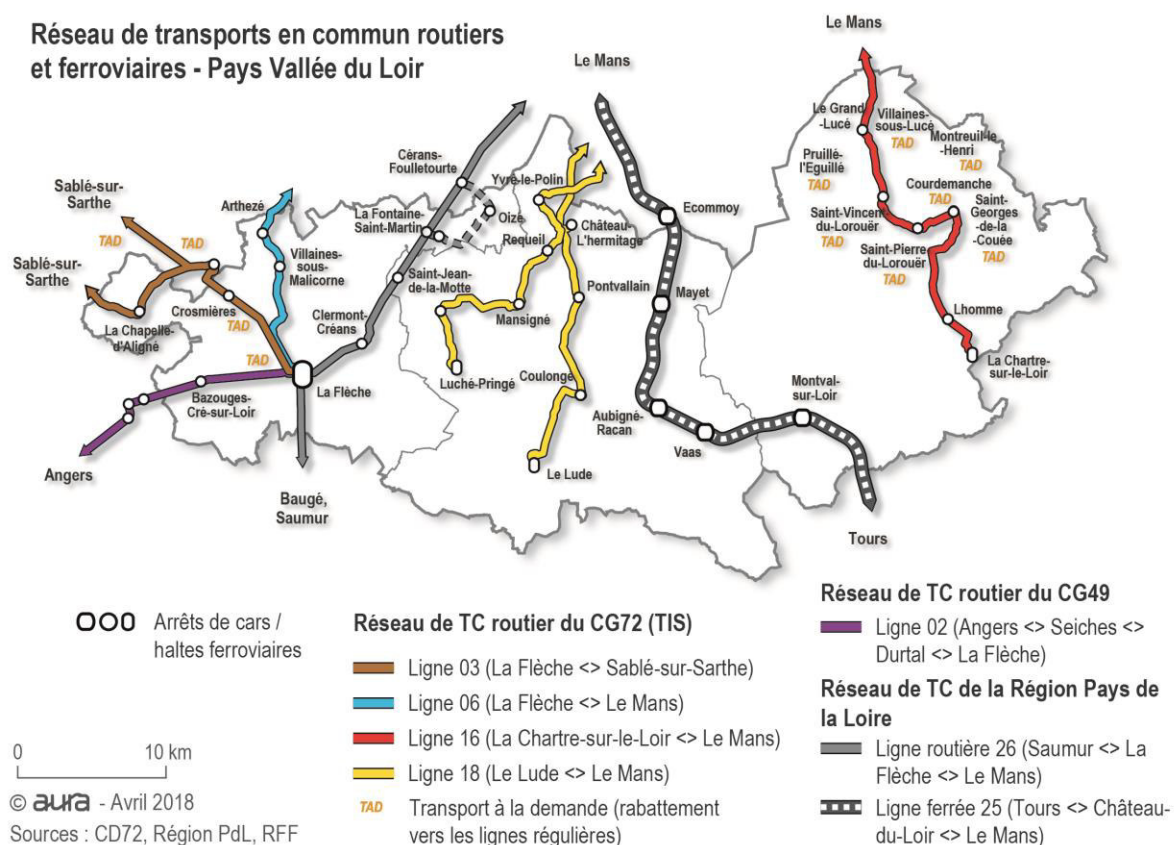 Réseau de transports en commun routiers
et ferroviaires - Pays Vallée du Loir
Le Mans
Le Mans
Le Grand
-Lucé
Villaines-
sous-Lucé
TAD
Montreuil-le
-Henri
TAD
Pruillé-
l'Eguillé
TAD
Courdemanche
TAD
Saint-
Georges
-de-la
-Couée
TAD
Saint-Vincent
du-Lorouër
TAD
Saint-Pierre
du-Lorouër
TAD
Lhomme
La Chartre
-sur-le-Loir
Cérans-
Foulletourte
Yvré-le-Polin
Oizé
La Fontaine-
Saint-Martin
Requeil
Château-
L'hermitage
Ecommoy
Sablé-sur-
Sarthe
TAD
TAD
Arthezé
Villaines-
sous-
Malicorne
Sablé-sur-
Sarthe
Crosmières
TAD
La Chapelle-
d'Aligné
TAD
Saint-Jean-
de-la-Motte
Clermont-
Créans
Mansigné
Pontvallain
Mayet
La Flèche
Luché-Pringé
Coulongé
Bazouges-
Cré-sur-Loir
Aubigné-
Racan
Vaas
Montval-
sur-Loir
Le Lude
Angers
Baugé,
Saumur
Tours
Arrêts de cars /
haltes ferroviaires
0 10 km
© aura - Avril 2018
Sources : CD72, Région PdL, RFF
Réseau de TC routier du CG72 (TIS)
Ligne 03 (La Flèche <> Sablé-sur-Sarthe)
Ligne 06 (La Flèche <> Le Mans)
Ligne 16 (La Chartre-sur-le-Loir <> Le Mans)
Ligne 18 (Le Lude <> Le Mans)
TAD Transport à la demande (rabattement
vers les lignes régulières)
Réseau de TC routier du CG49
Ligne 02 (Angers <> Seiches <>
Durtal <> La Flèche)
Réseau de TC de la Région Pays de
la Loire
Ligne routière 26 (Saumur <> La
Flèche <> Le Mans)
Ligne ferrée 25 (Tours <> Château-
du-Loir <> Le Mans)